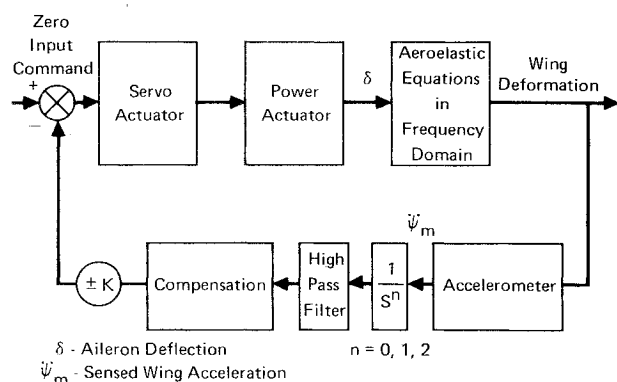 Zero
Input
Command
+
−
Servo
Actuator
Power
Actuator
δ
Aeroelastic
Equations
in
Frequency
Domain
Wing
Deformation
ψ̈m
± K
Compensation
High
Pass
Filter
1
Sⁿ
Accelerometer
δ - Aileron Deflection
n = 0, 1, 2
ψ̈m - Sensed Wing Acceleration